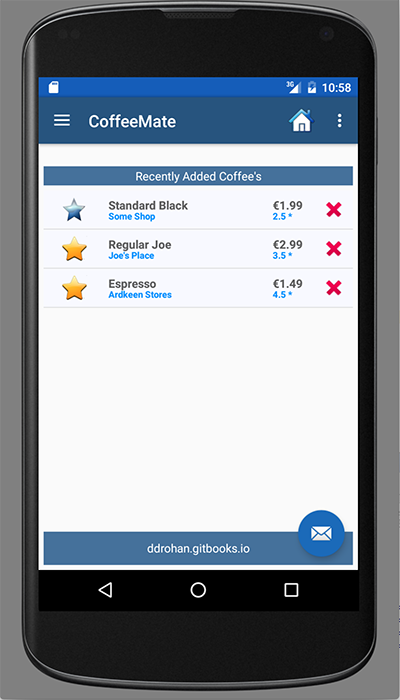 3G 10:58
CoffeeMate
Recently Added Coffee's
Standard Black €1.99
Some Shop 2.5 *
Regular Joe €2.99
Joe's Place 3.5 *
Espresso €1.49
Ardkeen Stores 4.5 *
ddrohan.gitbooks.io